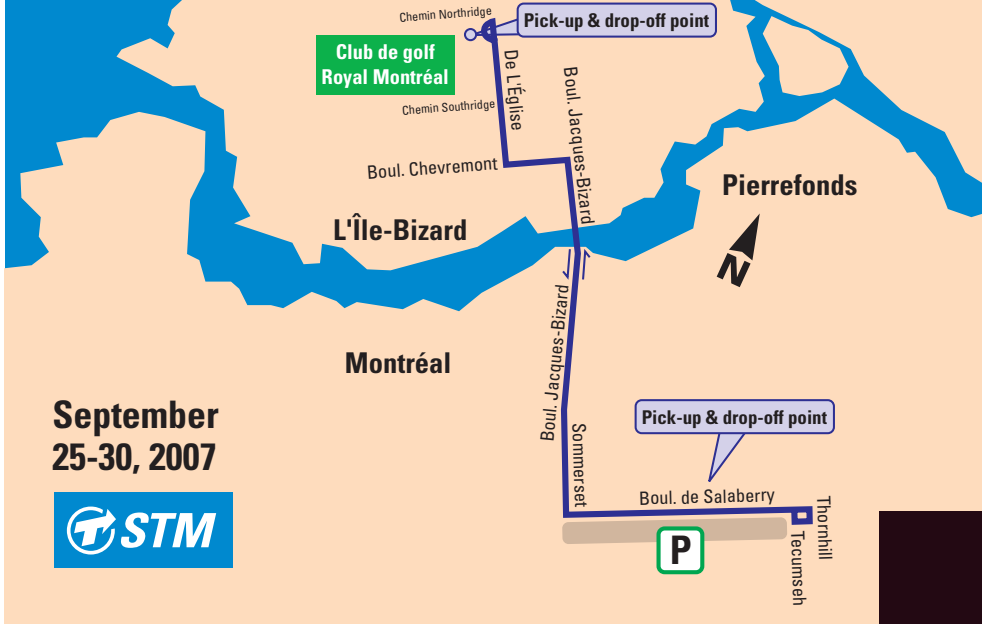 Chemin Northridge
Pick-up & drop-off point
Club de golf
Royal Montréal
De L'Église
Boul. Jacques-Bizard
Chemin Southridge
Boul. Chevremont
Pierrefonds
L'Île-Bizard
N
Boul. Jacques-Bizard
Montréal
September
25-30, 2007
Pick-up & drop-off point
Sommerset
Boul. de Salaberry
Thornhill
STM
P
Tecumseh